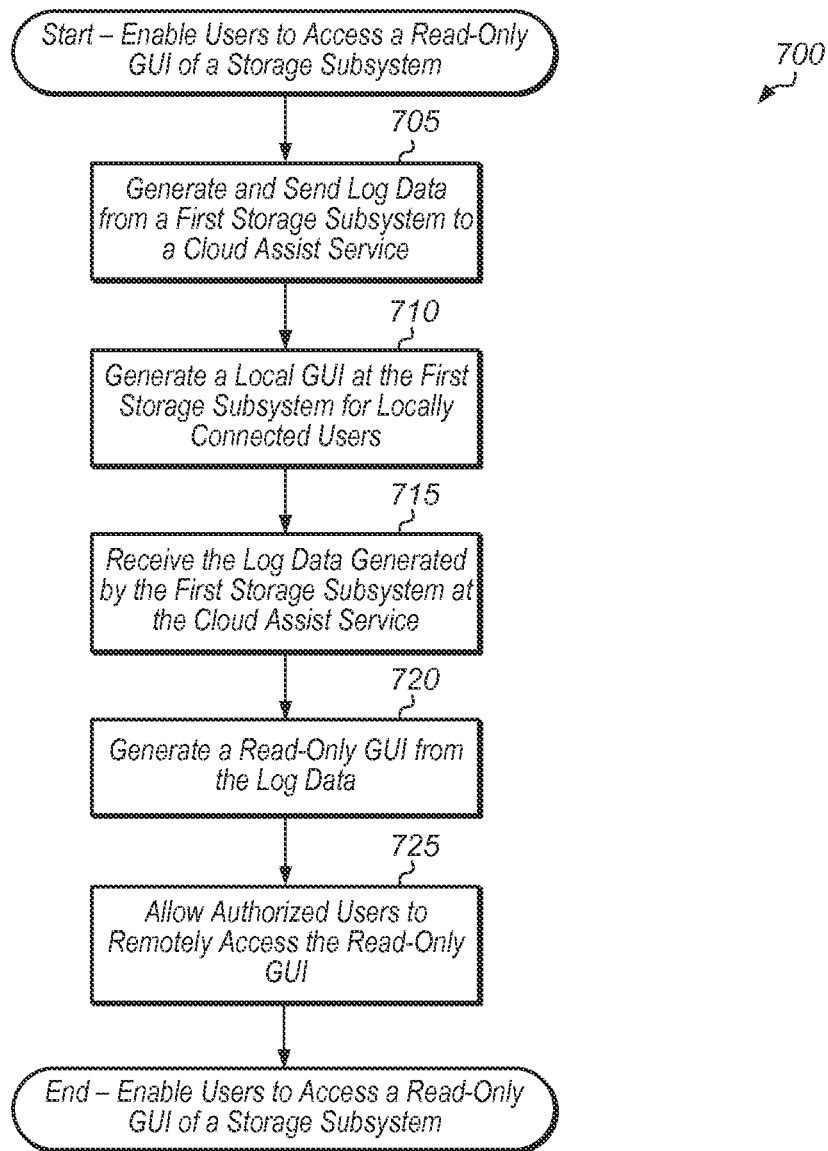 Start – Enable Users to Access a Read-Only
GUI of a Storage Subsystem
700
705
Generate and Send Log Data
from a First Storage Subsystem to
a Cloud Assist Service
710
Generate a Local GUI at the First
Storage Subsystem for Locally
Connected Users
715
Receive the Log Data Generated
by the First Storage Subsystem at
the Cloud Assist Service
720
Generate a Read-Only GUI from
the Log Data
725
Allow Authorized Users to
Remotely Access the Read-Only
GUI
End – Enable Users to Access a Read-Only
GUI of a Storage Subsystem